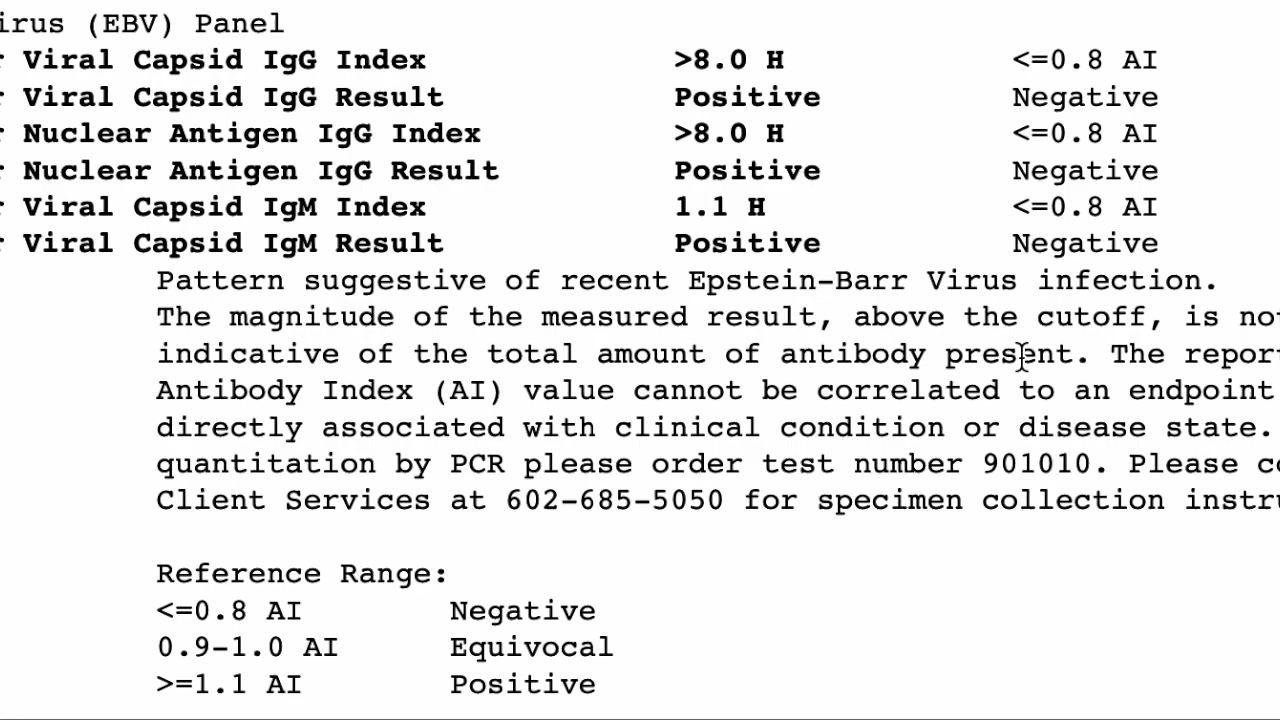 irus (EBV) Panel
r Viral Capsid IgG Index >8.0 H <=0.8 AI
r Viral Capsid IgG Result Positive Negative
r Nuclear Antigen IgG Index >8.0 H <=0.8 AI
r Nuclear Antigen IgG Result Positive Negative
r Viral Capsid IgM Index 1.1 H <=0.8 AI
r Viral Capsid IgM Result Positive Negative
Pattern suggestive of recent Epstein-Barr Virus infection.
The magnitude of the measured result, above the cutoff, is no
indicative of the total amount of antibody present. The repor
Antibody Index (AI) value cannot be correlated to an endpoint
directly associated with clinical condition or disease state.
quantitation by PCR please order test number 901010. Please c
Client Services at 602-685-5050 for specimen collection instr
Reference Range:
<=0.8 AI Negative
0.9-1.0 AI Equivocal
>=1.1 AI Positive